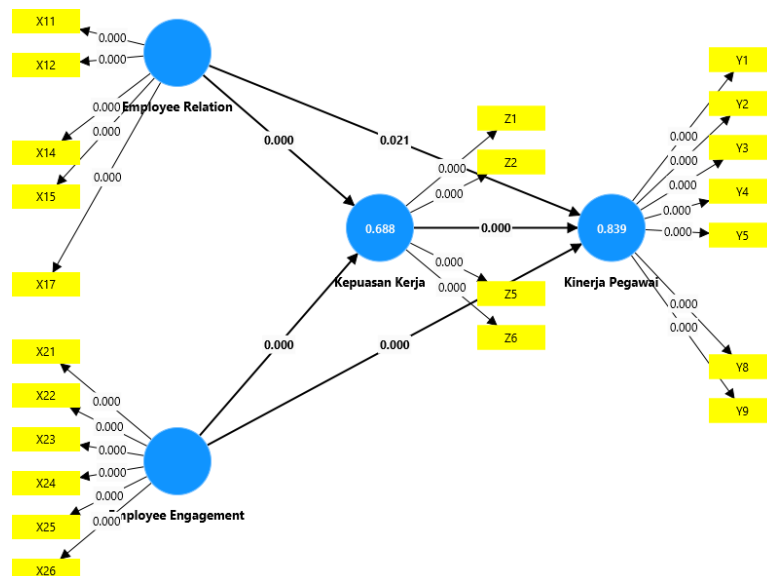 X11
0.000
X12
0.000
Employee Relation
0.000
X14
0.000
X15
0.000
X17
0.000
0.021
Z1
0.000
Z2
0.000
0.688
Kepuasan Kerja
0.000
0.000
Z5
0.000
Z6
0.839
Kinerja Pegawai
Y1
0.000
Y2
0.000
Y3
0.000
Y4
0.000
Y5
0.000
Y8
0.000
Y9
0.000
0.000
0.000
X21
0.000
X22
0.000
X23
0.000
X24
0.000
X25
0.000
X26
0.000
Employee Engagement